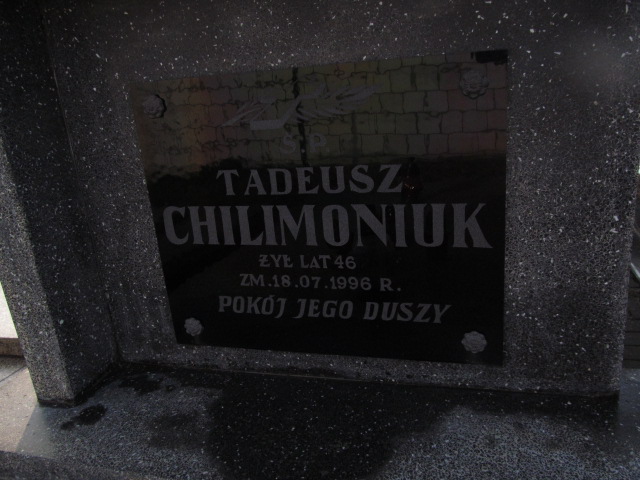 Ś.P.
TADEUSZ
CHILIMONIUK
ŻYŁ LAT 46
ZM. 18.07.1996 R.
POKÓJ JEGO DUSZY